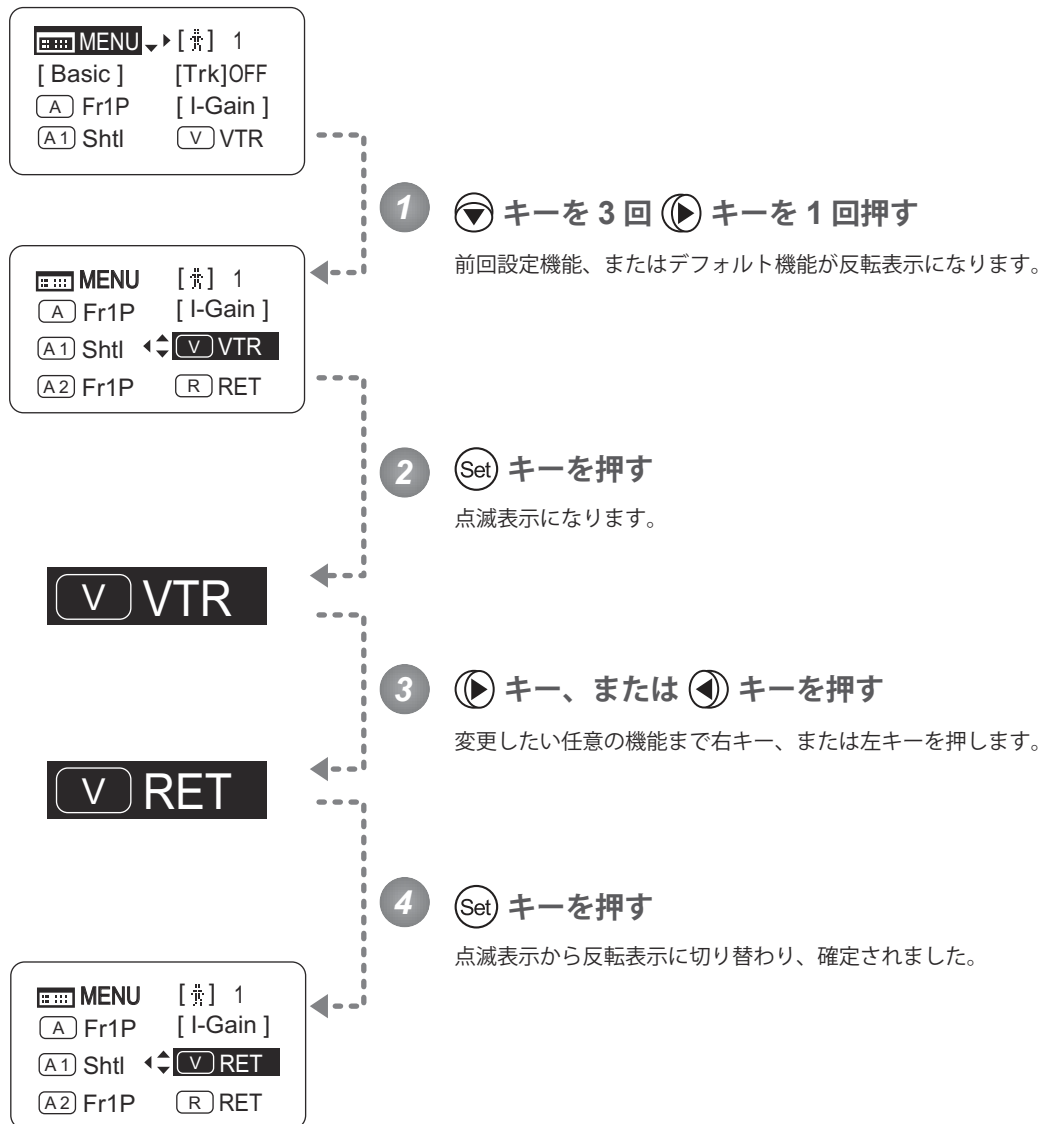 MENU [ ] 1
[ Basic ] [Trk]OFF
A Fr1P [ I-Gain ]
A1 Shtl V VTR
1 キーを 3 回 キーを 1 回押す
前回設定機能、またはデフォルト機能が反転表示になります。
MENU [ ] 1
A Fr1P [ I-Gain ]
A1 Shtl V VTR
A2 Fr1P R RET
2 Set キーを押す
点滅表示になります。
V VTR
3 キー、または キーを押す
変更したい任意の機能まで右キー、または左キーを押します。
V RET
4 Set キーを押す
点滅表示から反転表示に切り替わり、確定されました。
MENU [ ] 1
A Fr1P [ I-Gain ]
A1 Shtl V RET
A2 Fr1P R RET